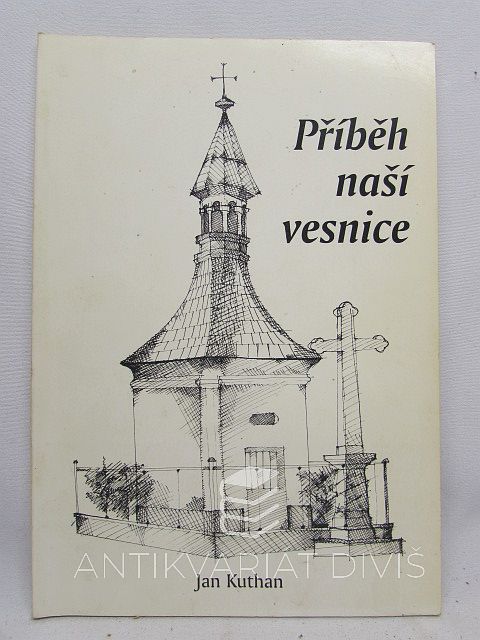 Příběh
naší
vesnice
ANTIKVARIÁT DIVIŠ
Jan Kuthan